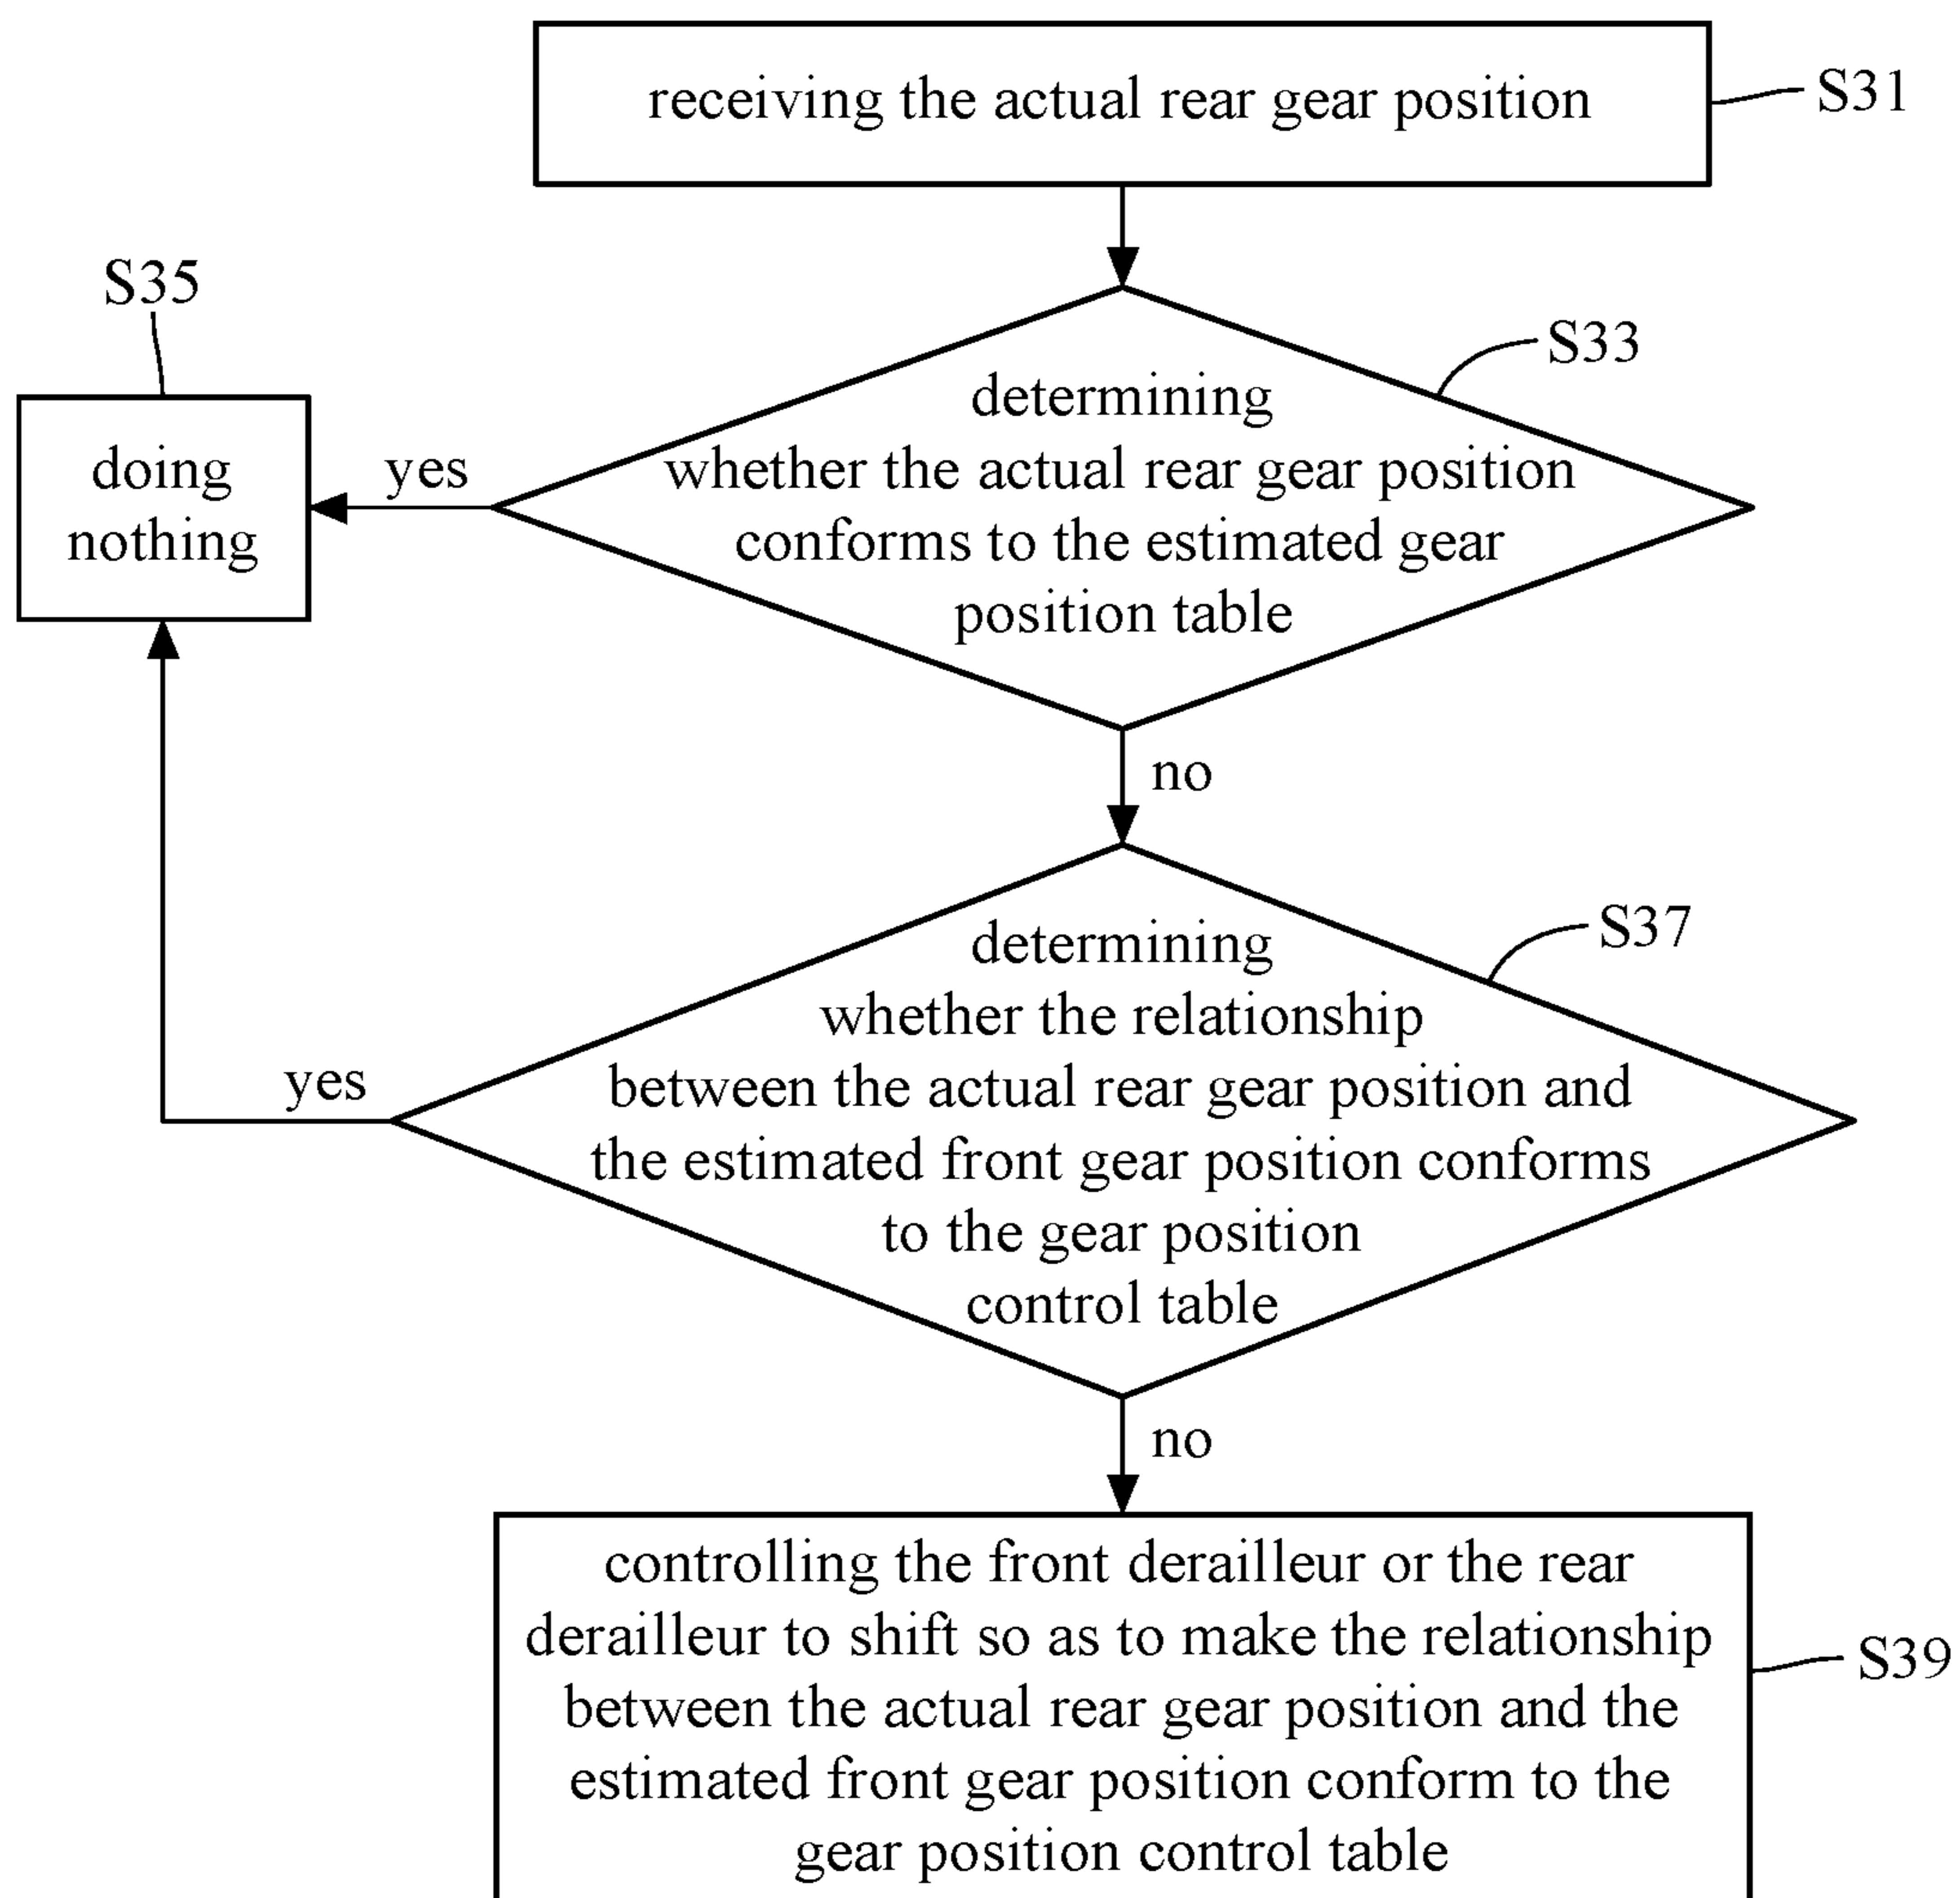 receiving the actual rear gear position
S31
S35
S33
determining
whether the actual rear gear position
conforms to the estimated gear
position table
doing
nothing
yes
no
S37
determining
whether the relationship
between the actual rear gear position and
the estimated front gear position conforms
to the gear position
control table
yes
no
controlling the front derailleur or the rear
derailleur to shift so as to make the relationship
between the actual rear gear position and the
estimated front gear position conform to the
gear position control table
S39